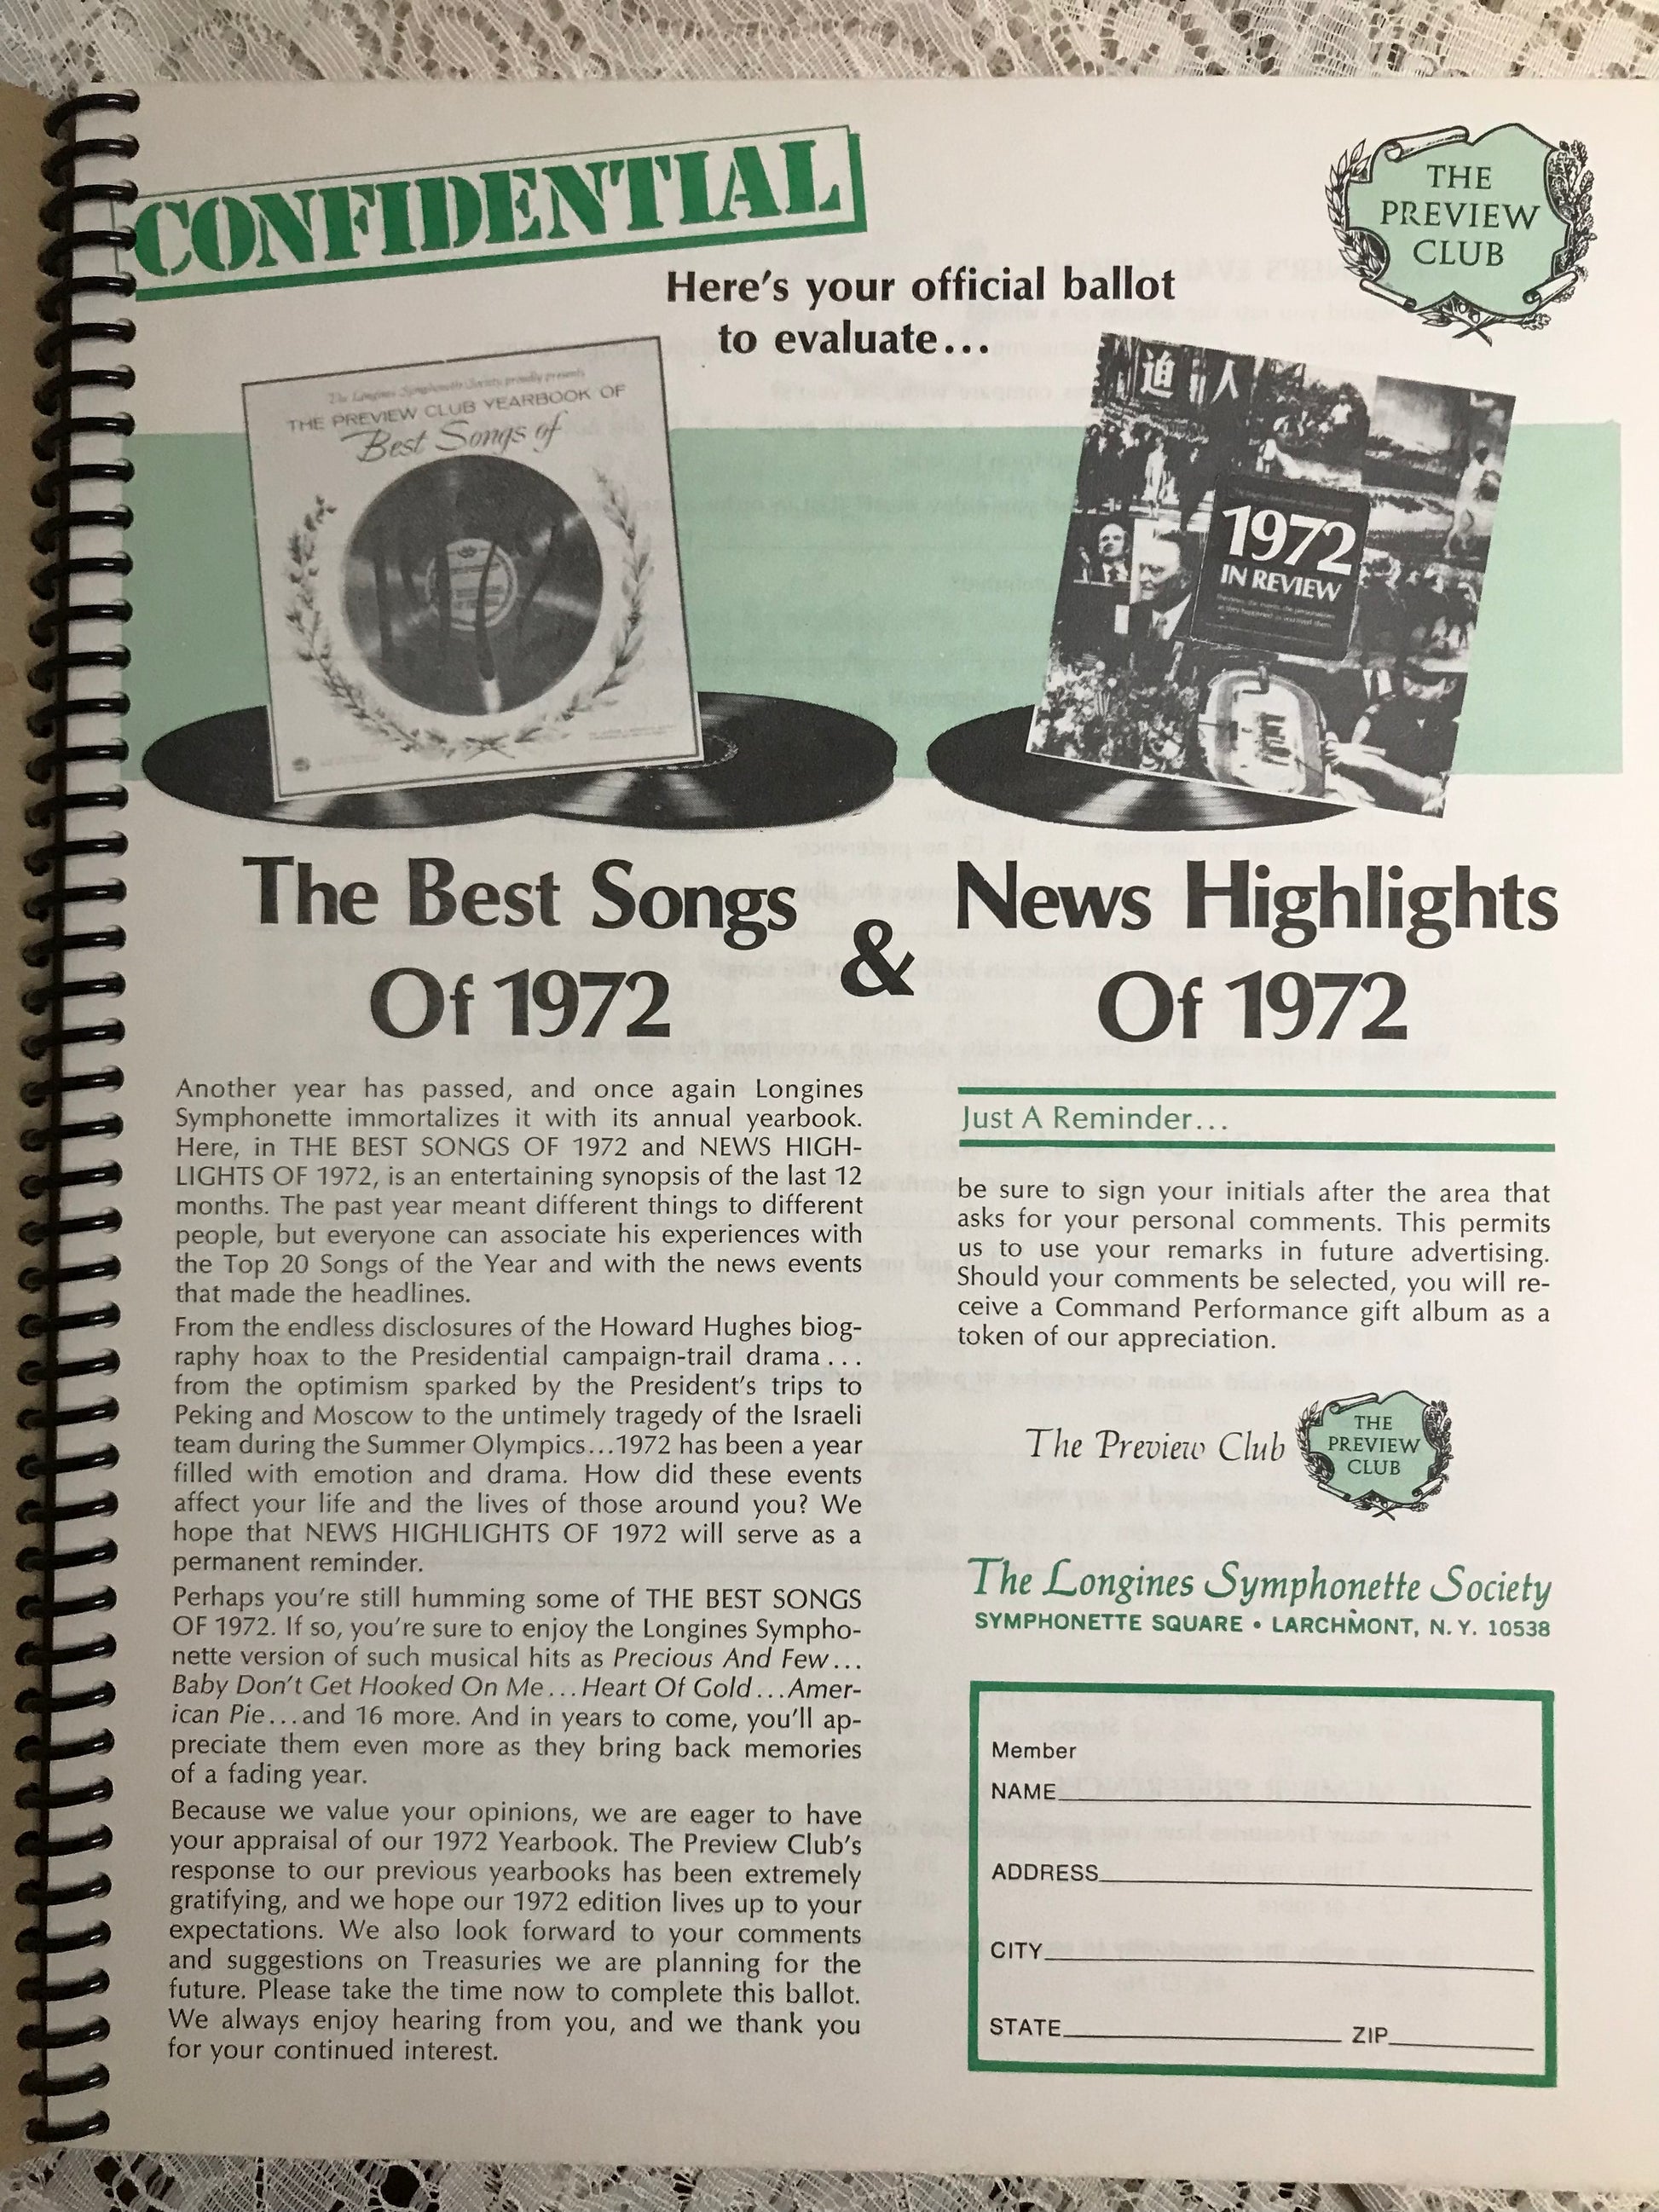 CONFIDENTIAL
THE
PREVIEW
CLUB
Here's your official ballot
to evaluate...
The Longines Symphonette Society proudly presents
THE PREVIEW CLUB YEARBOOK OF
Best Songs of
1972
IN REVIEW
The Best Songs
Of 1972
&
News Highlights
Of 1972
Another year has passed, and once again Longines
Symphonette immortalizes it with its annual yearbook.
Here, in THE BEST SONGS OF 1972 and NEWS HIGH-
LIGHTS OF 1972, is an entertaining synopsis of the last 12
months. The past year meant different things to different
people, but everyone can associate his experiences with
the Top 20 Songs of the Year and with the news events
that made the headlines.
From the endless disclosures of the Howard Hughes biog-
raphy hoax to the Presidential campaign-trail drama...
from the optimism sparked by the President's trips to
Peking and Moscow to the untimely tragedy of the Israeli
team during the Summer Olympics...1972 has been a year
filled with emotion and drama. How did these events
affect your life and the lives of those around you? We
hope that NEWS HIGHLIGHTS OF 1972 will serve as a
permanent reminder.
Perhaps you're still humming some of THE BEST SONGS
OF 1972. If so, you're sure to enjoy the Longines Sympho-
nette version of such musical hits as Precious And Few...
Baby Don't Get Hooked On Me...Heart Of Gold...Amer-
ican Pie...and 16 more. And in years to come, you'll ap-
preciate them even more as they bring back memories
of a fading year.
Because we value your opinions, we are eager to have
your appraisal of our 1972 Yearbook. The Preview Club's
response to our previous yearbooks has been extremely
gratifying, and we hope our 1972 edition lives up to your
expectations. We also look forward to your comments
and suggestions on Treasuries we are planning for the
future. Please take the time now to complete this ballot.
We always enjoy hearing from you, and we thank you
for your continued interest.
Just A Reminder...
be sure to sign your initials after the area that
asks for your personal comments. This permits
us to use your remarks in future advertising.
Should your comments be selected, you will re-
ceive a Command Performance gift album as a
token of our appreciation.
The Preview Club
THE
PREVIEW
CLUB
The Longines Symphonette Society
SYMPHONETTE SQUARE • LARCHMONT, N.Y. 10538
Member
NAME
ADDRESS
CITY
STATE ZIP